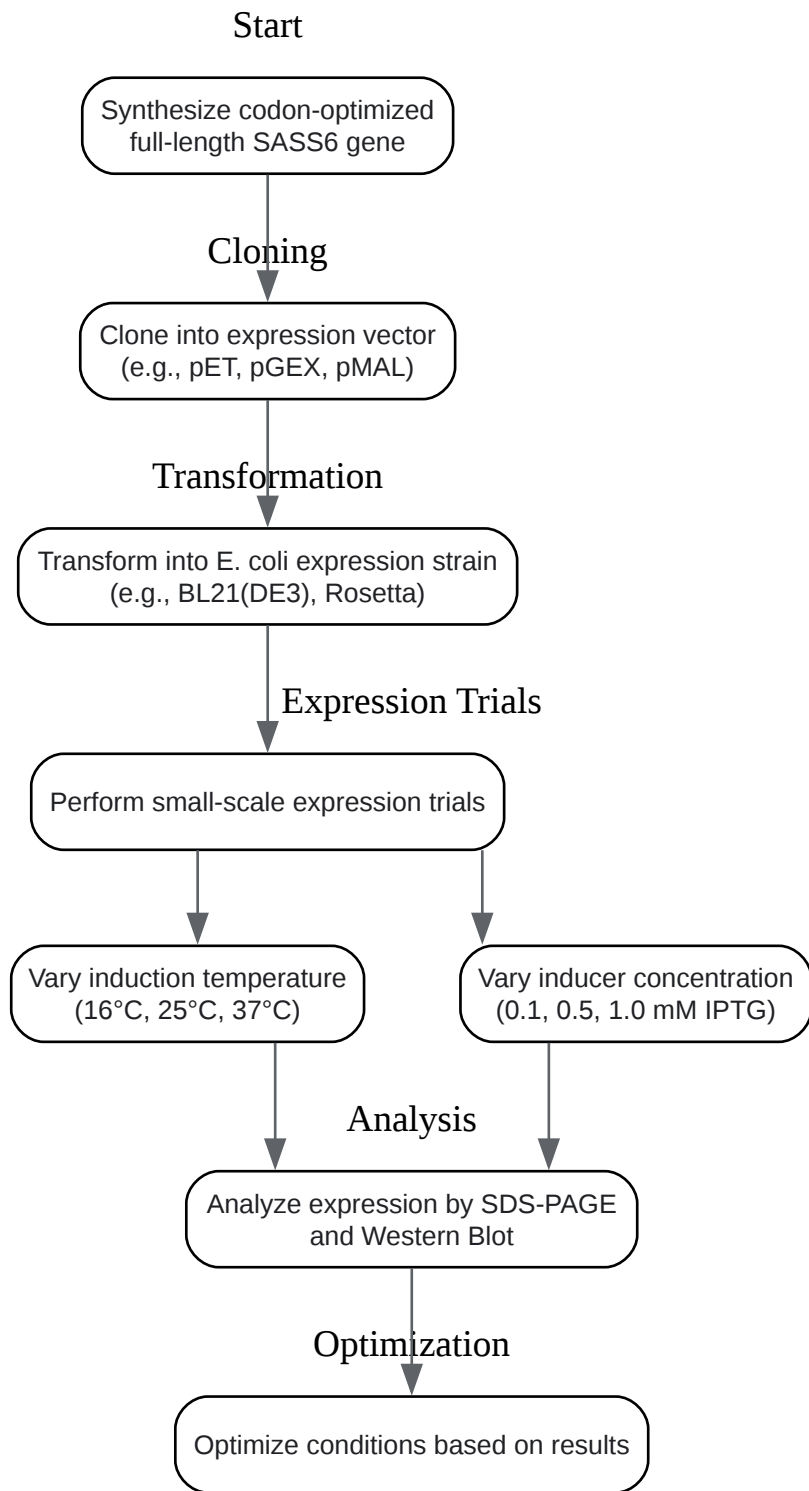 Start
Synthesize codon-optimized
full-length SASS6 gene
Cloning
Clone into expression vector
(e.g., pET, pGEX, pMAL)
Transformation
Transform into E. coli expression strain
(e.g., BL21(DE3), Rosetta)
Expression Trials
Perform small-scale expression trials
Vary induction temperature
(16°C, 25°C, 37°C)
Vary inducer concentration
(0.1, 0.5, 1.0 mM IPTG)
Analysis
Analyze expression by SDS-PAGE
and Western Blot
Optimization
Optimize conditions based on results